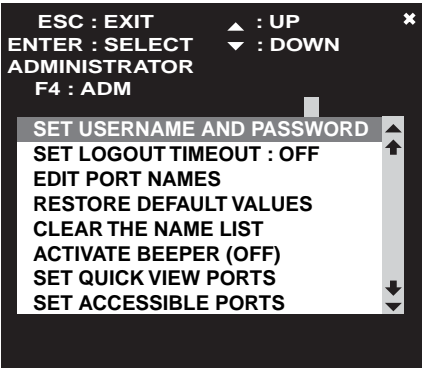 ESC : EXIT ▲ : UP ✖
ENTER : SELECT ▼ : DOWN
ADMINISTRATOR
F4 : ADM
SET USERNAME AND PASSWORD
SET LOGOUT TIMEOUT : OFF
EDIT PORT NAMES
RESTORE DEFAULT VALUES
CLEAR THE NAME LIST
ACTIVATE BEEPER (OFF)
SET QUICK VIEW PORTS
SET ACCESSIBLE PORTS